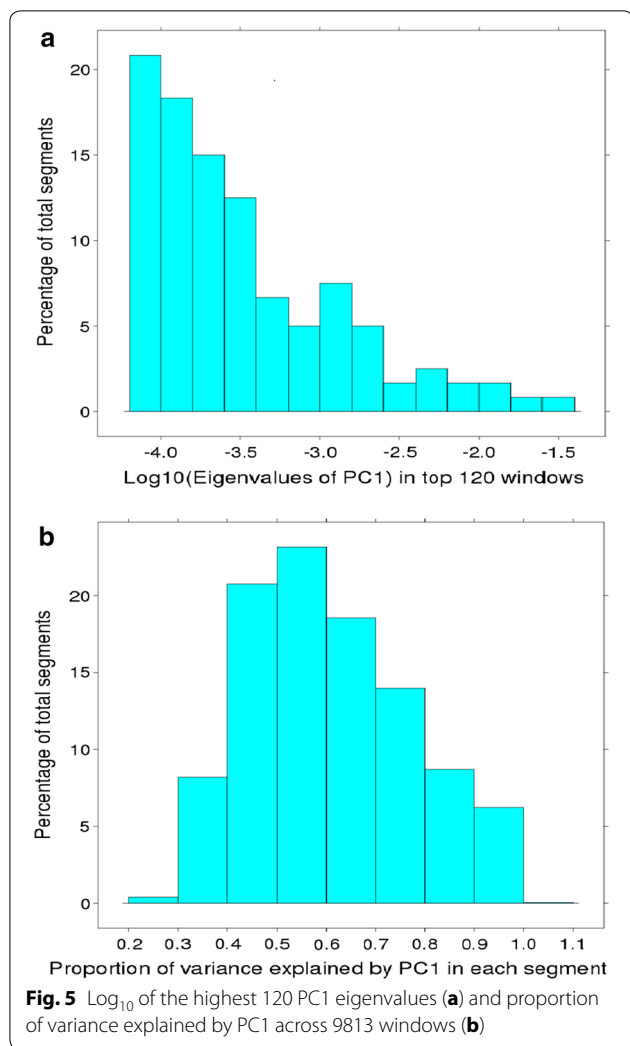 a
Percentage of total segments
20
15
10
5
0
-4.0 -3.5 -3.0 -2.5 -2.0 -1.5
Log10(Eigenvalues of PC1) in top 120 windows
b
Percentage of total segments
20
15
10
5
0
0.2 0.3 0.4 0.5 0.6 0.7 0.8 0.9 1.0 1.1
Proportion of variance explained by PC1 in each segment
Fig. 5 Log10 of the highest 120 PC1 eigenvalues (a) and proportion
of variance explained by PC1 across 9813 windows (b)